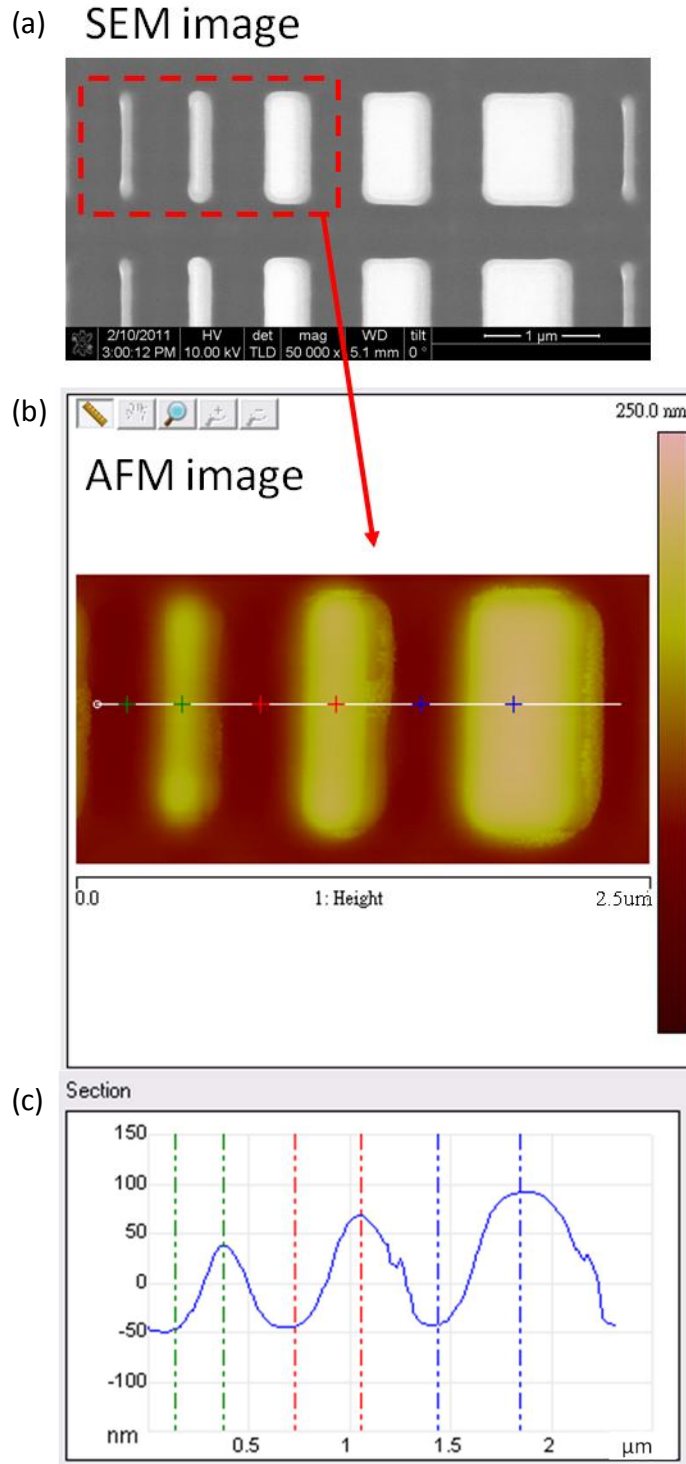 (a) SEM image
2/10/2011 HV det mag WD tilt 1 µm
3:00:12 PM 10.00 kV TLD 50 000 x 5.1 mm 0 °
(b)
250.0 nm
AFM image
0.0 1: Height 2.5um
(c)
Section
150
100
50
0
-50
-100
nm 0.5 1 1.5 2 µm